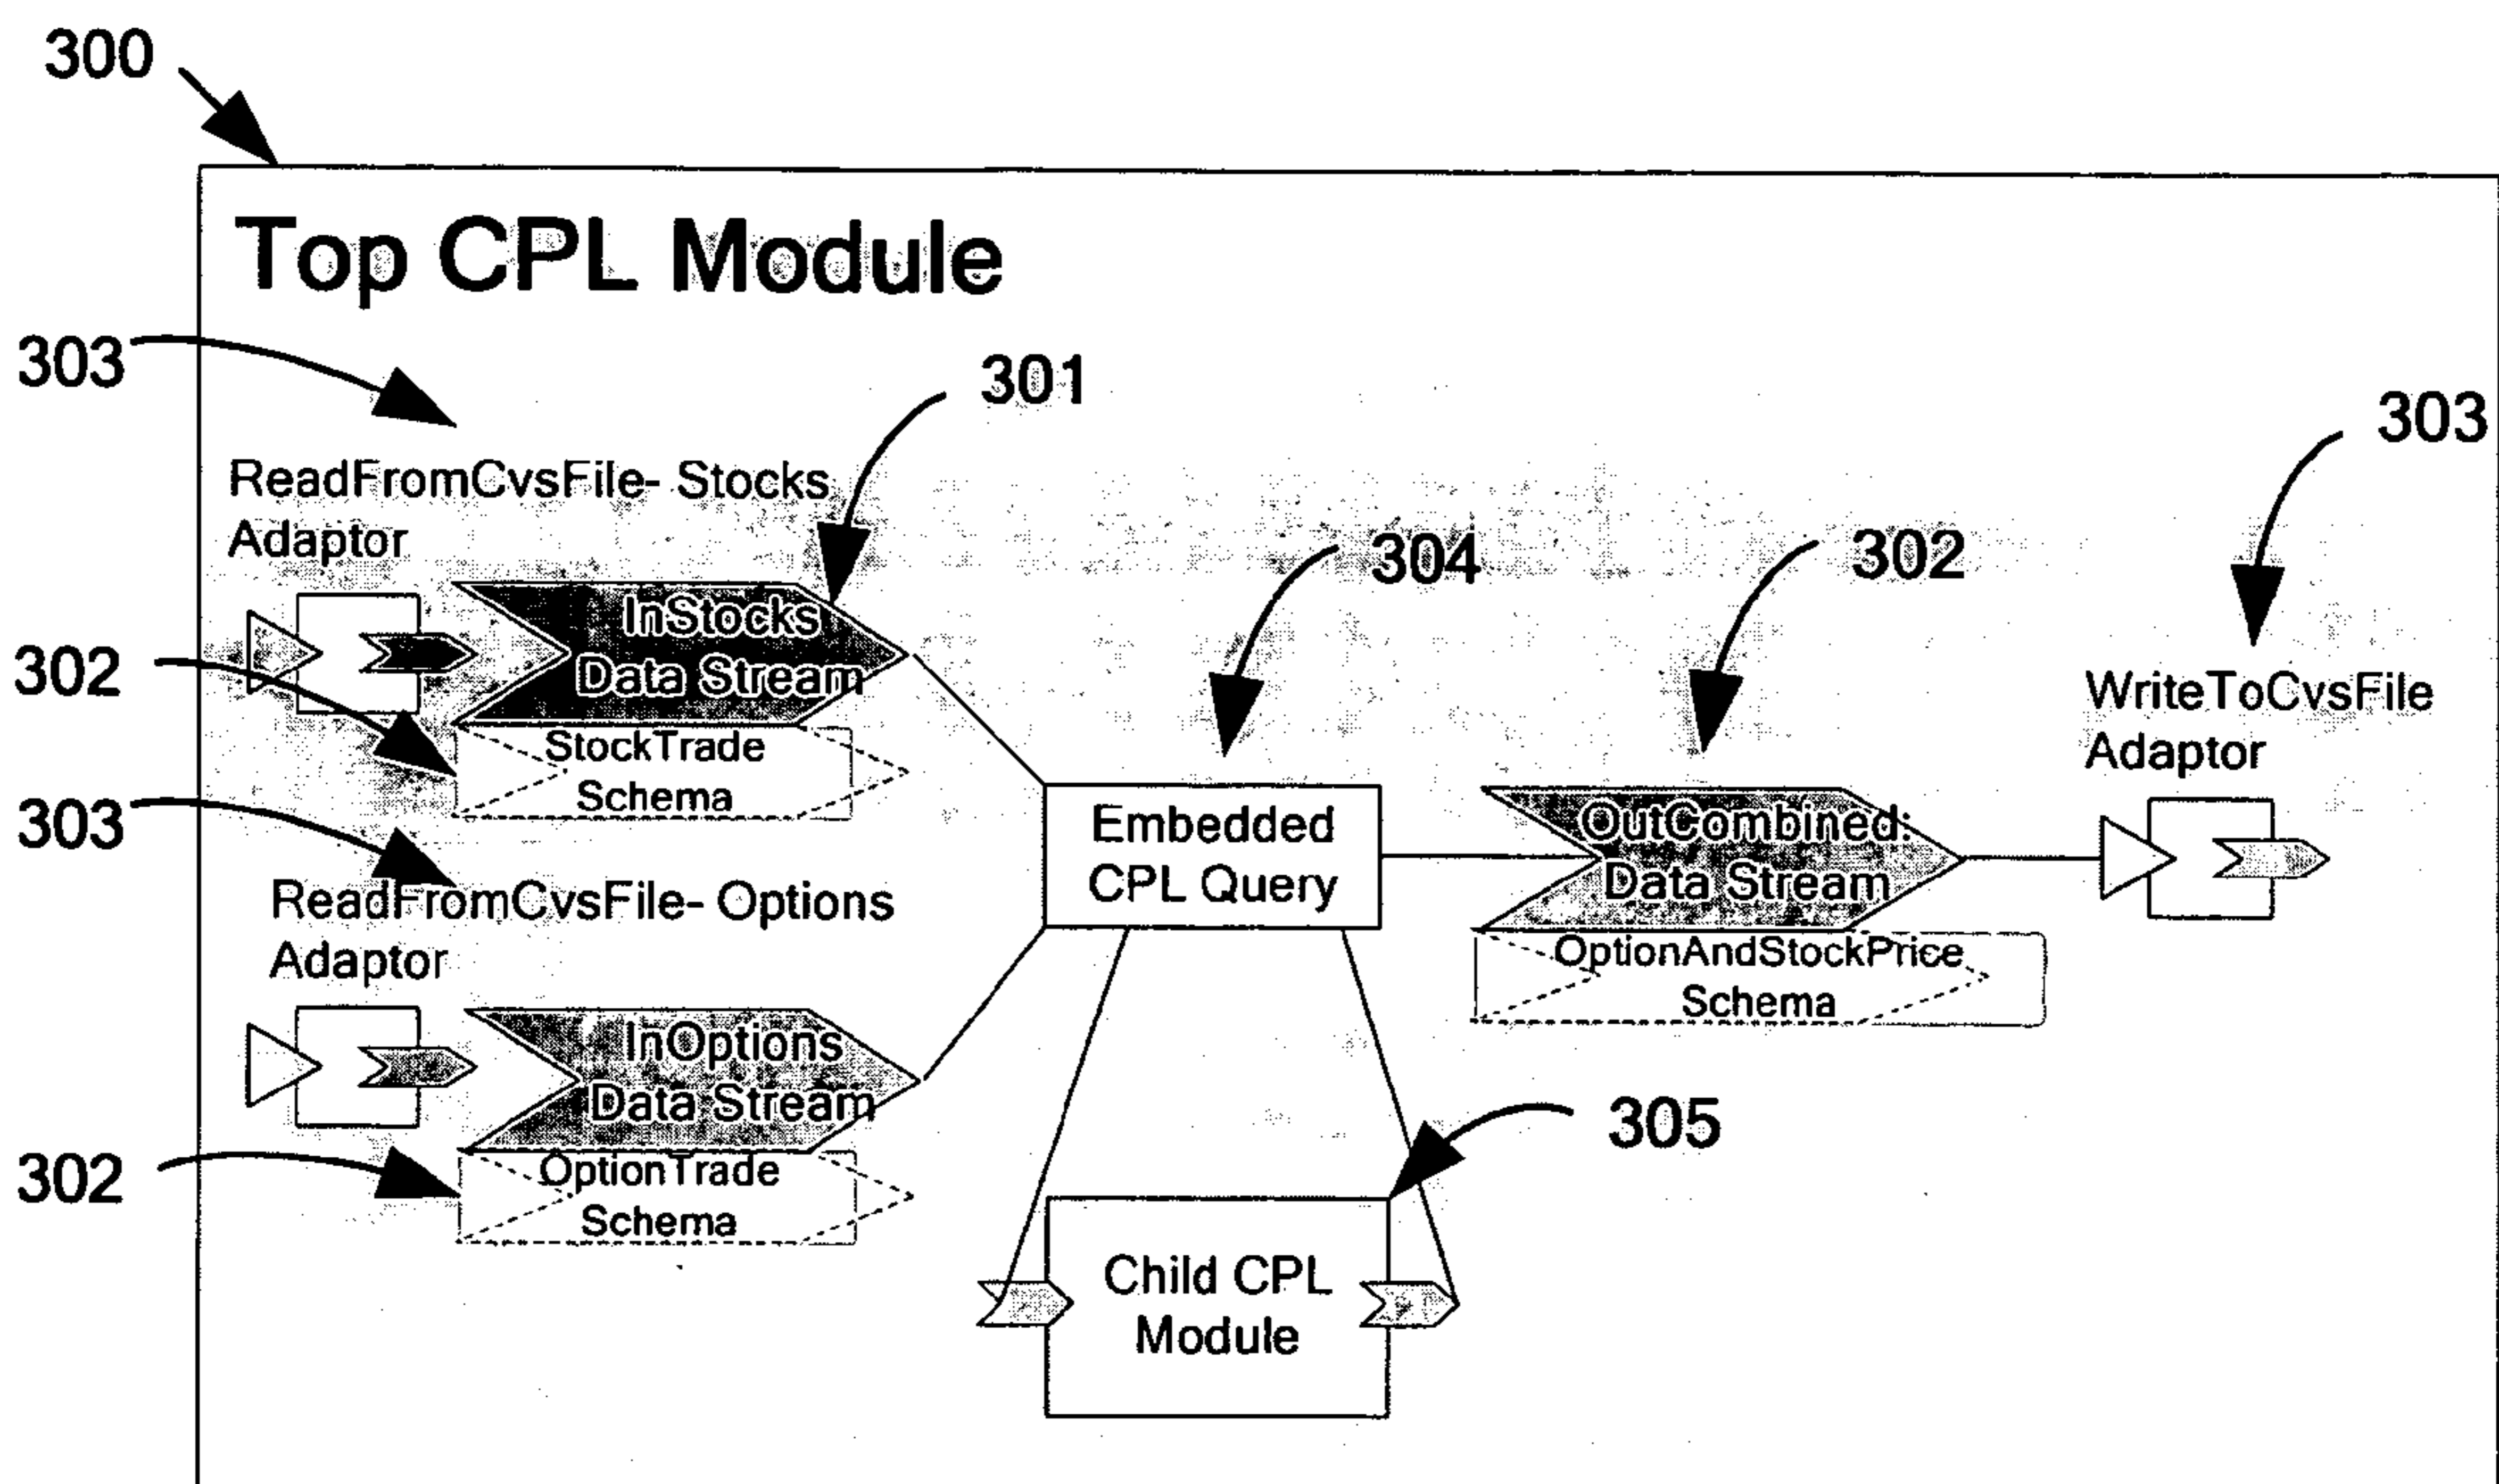 300
Top CPL Module
303
301
303
ReadFromCvsFile- Stocks
Adaptor
304
302
InStocks
Data Stream
302
WriteToCvsFile
Adaptor
StockTrade
Schema
303
Embedded
CPL Query
OutCombined:
Data Stream
ReadFromCvsFile- Options
Adaptor
OptionAndStockPrice
Schema
InOptions
Data Stream
305
302
OptionTrade
Schema
Child CPL
Module